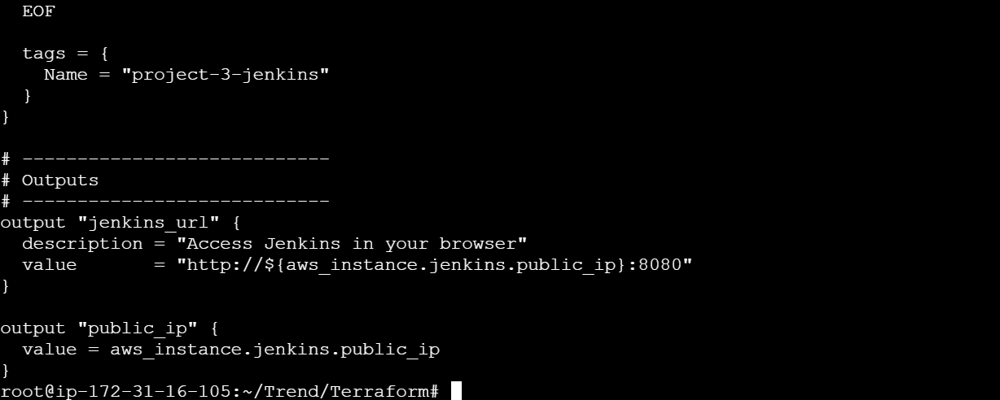 EOF

  tags = {
    Name = "project-3-jenkins"
  }
}

# ----------------------------
# Outputs
# ----------------------------
output "jenkins_url" {
  description = "Access Jenkins in your browser"
  value       = "http://${aws_instance.jenkins.public_ip}:8080"
}

output "public_ip" {
  value = aws_instance.jenkins.public_ip
}
root@ip-172-31-16-105:~/Trend/Terraform#